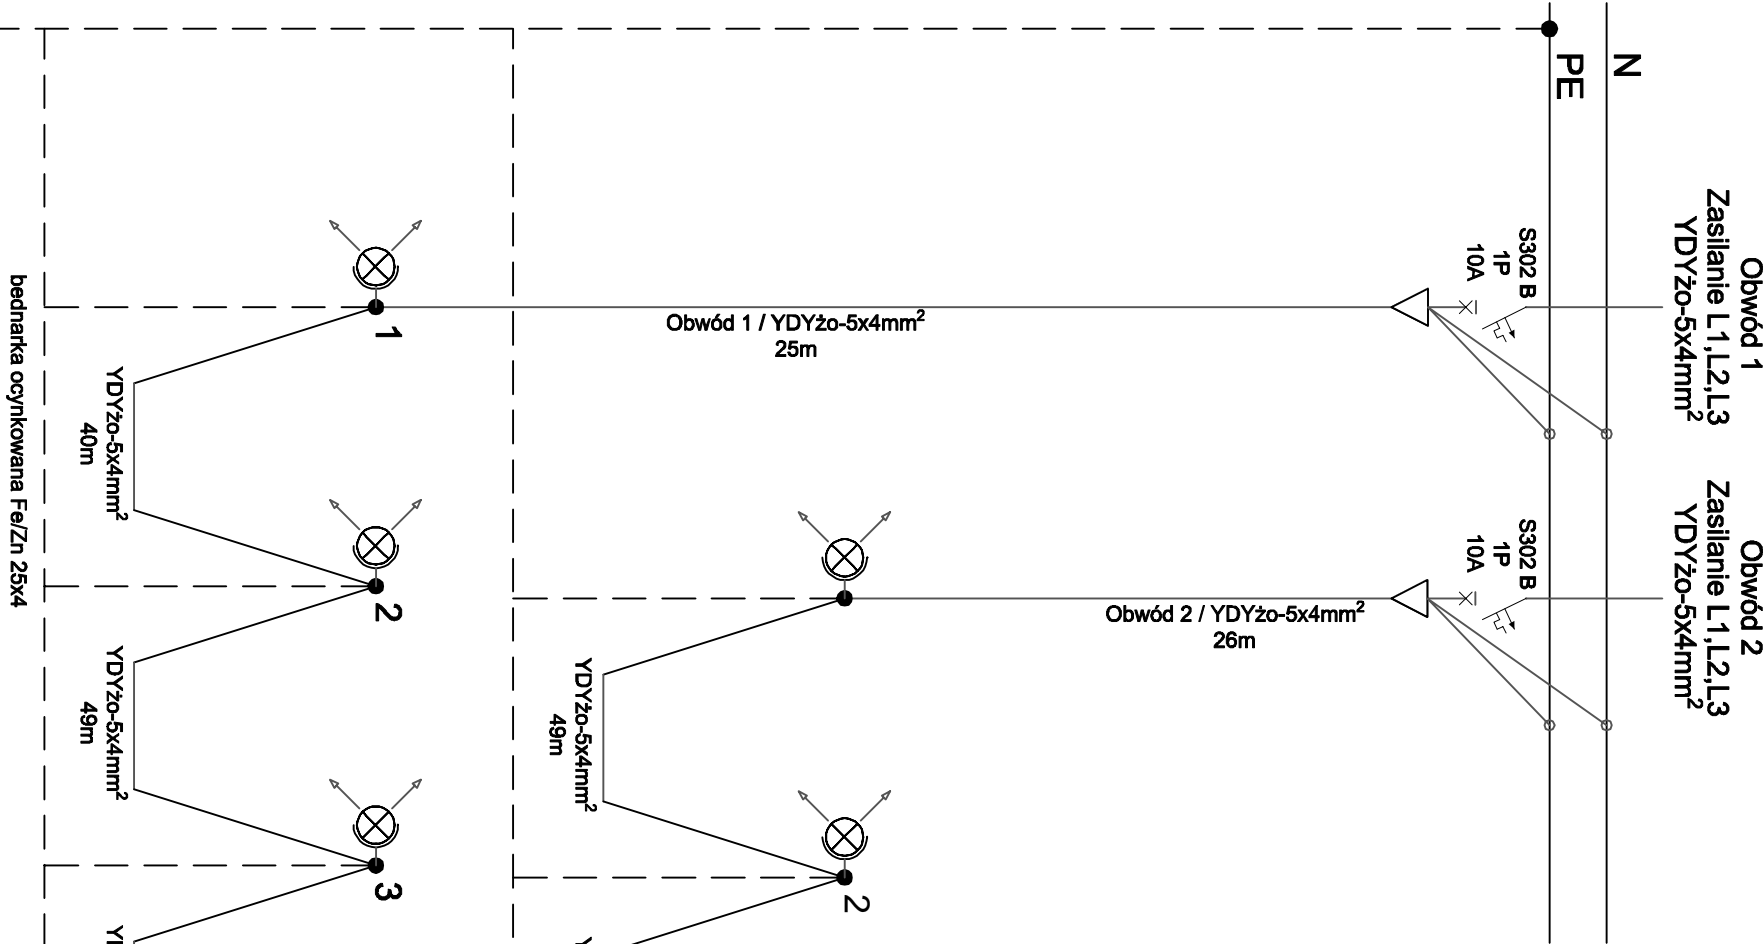 N
PE
Obwód 1
Zasilanie L1,L2,L3
YDYżo-5x4mm²
S302 B
1P
10A
Obwód 2
Zasilanie L1,L2,L3
YDYżo-5x4mm²
S302 B
1P
10A
Obwód 1 / YDYżo-5x4mm²
25m
Obwód 2 / YDYżo-5x4mm²
26m
1
YDYżo-5x4mm²
40m
2
YDYżo-5x4mm²
49m
3
YDYżo-5x4mm²
49m
2
bednarka ocynkowana Fe/Zn 25x4